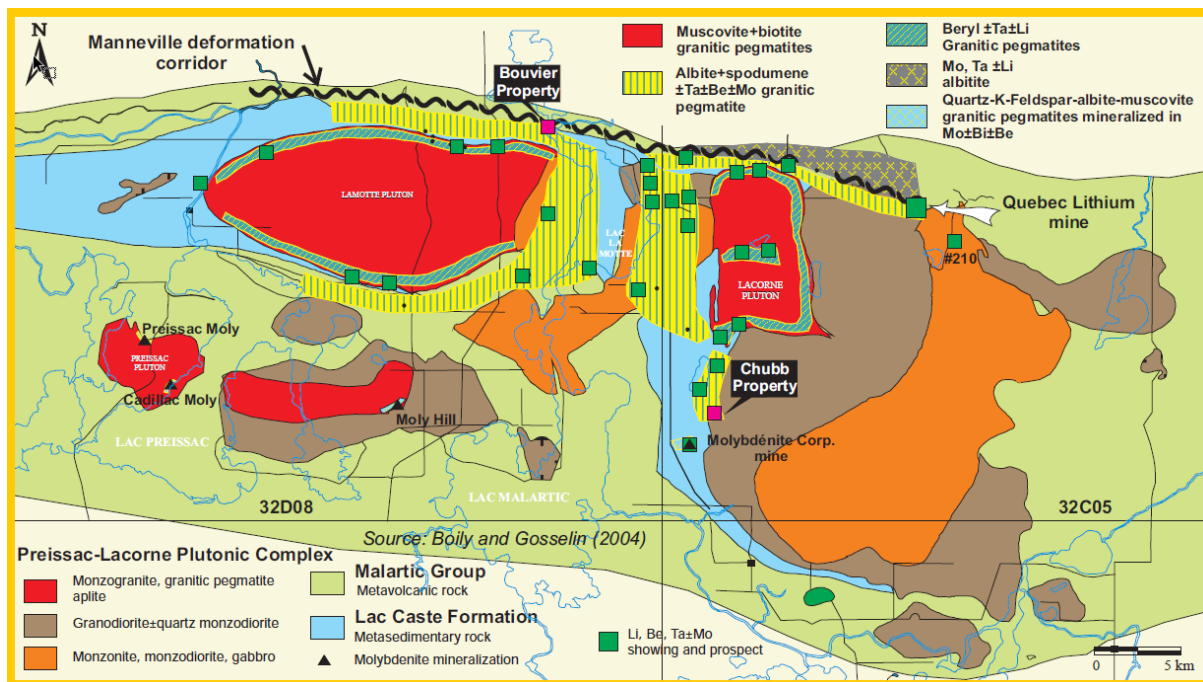 N
Manneville deformation
corridor
Bouvier
Property
Muscovite+biotite
granitic pegmatites
Albite+spodumene
±Ta±Be±Mo granitic
pegmatite
Beryl ±Ta±Li
Granitic pegmatites
Mo, Ta ±Li
albitite
Quartz-K-Feldspar-albite-muscovite
granitic pegmatites mineralized in
Mo±Bi±Be
LAMOTTE PLUTON
LAC
LA
MOTTE
Quebec Lithium
mine
#210
LACORNE
PLUTON
Preissac Moly
PREISSAC
PLUTON
Cadillac Moly
Moly Hill
Chubb
Property
LAC PREISSAC
Molybdénite Corp.
mine
LAC MALARTIC
32D08
32C05
Source: Boily and Gosselin (2004)
Preissac-Lacorne Plutonic Complex
Monzogranite, granitic pegmatite
aplite
Granodiorite±quartz monzodiorite
Monzonite, monzodiorite, gabbro
Malartic Group
Metavolcanic rock
Lac Caste Formation
Metasedimentary rock
Molybdenite mineralization
Li, Be, Ta±Mo
showing and prospect
0 5 km